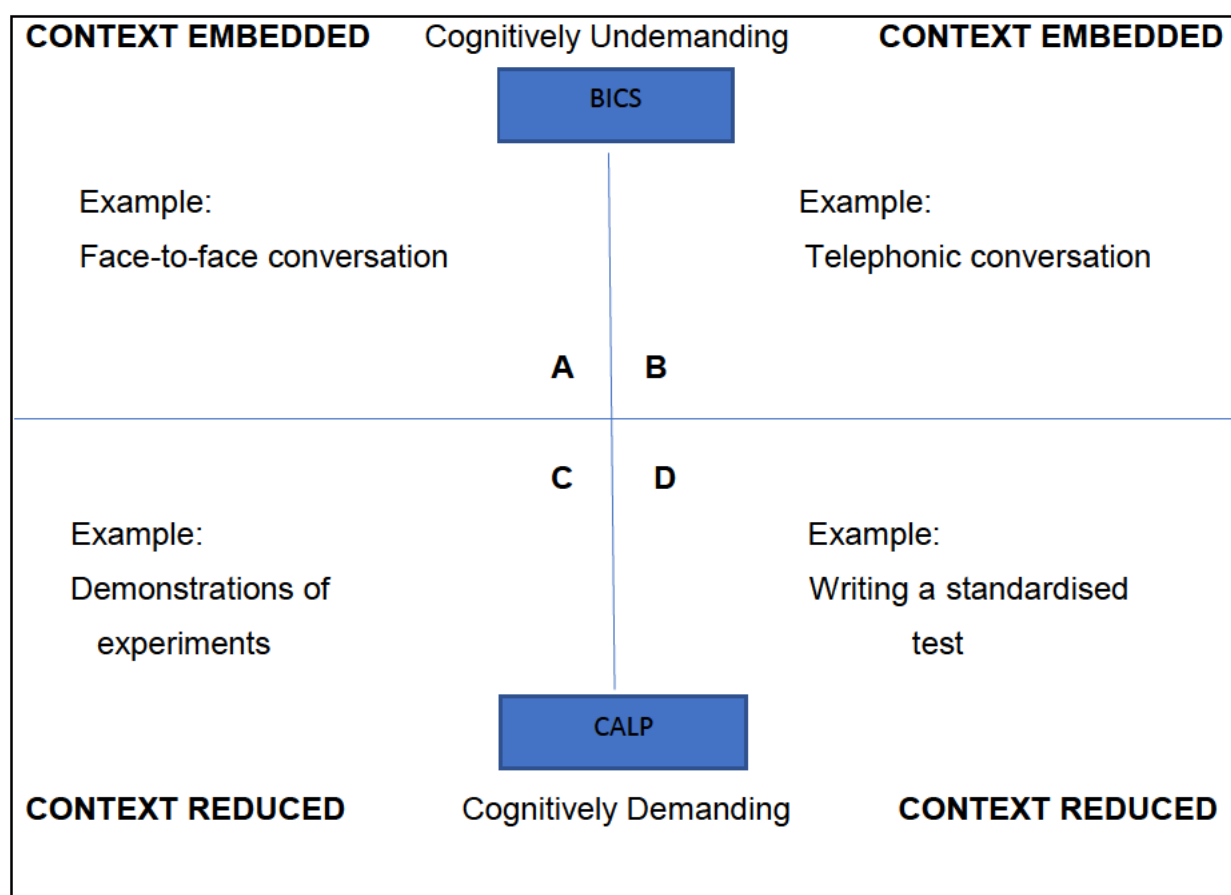 CONTEXT EMBEDDED Cognitively Undemanding CONTEXT EMBEDDED
BICS
Example: Example:
Face-to-face conversation Telephonic conversation
A B
C D
Example: Example:
Demonstrations of Writing a standardised
experiments test
CALP
CONTEXT REDUCED Cognitively Demanding CONTEXT REDUCED